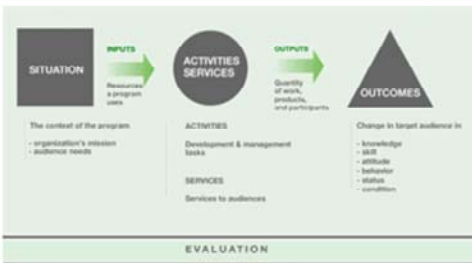 SITUATION
INPUTS
Resources
a program
uses
ACTIVITIES
SERVICES
OUTPUTS
Quantity
of work,
products,
and participants
OUTCOMES
The context of the program
- organization's mission
- audience needs
ACTIVITIES
Development & management
tasks
SERVICES
Services to audiences
Change in target audience in
- knowledge
- skill
- attitude
- behavior
- status
- condition
EVALUATION